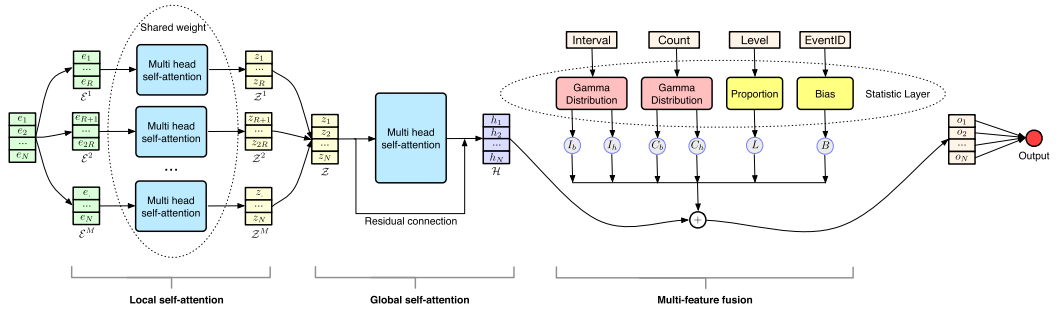 Shared weight
e1
e2
...
eN
e1
...
eR
ℰ1
eR+1
...
e2R
ℰ2
e.
...
eN
ℰM
Multi head
self-attention
Multi head
self-attention
...
Multi head
self-attention
z1
...
zR
𝒵1
zR+1
...
z2R
𝒵2
z.
...
zN
𝒵M
z1
z2
...
zN
𝒵
Multi head
self-attention
Residual connection
h1
h2
...
hN
ℋ
Interval
Count
Level
EventID
Gamma
Distribution
Gamma
Distribution
Proportion
Bias
Statistic Layer
Ib
Ih
Cb
Ch
L
B
+
o1
o2
...
oN
Output
Local self-attention
Global self-attention
Multi-feature fusion